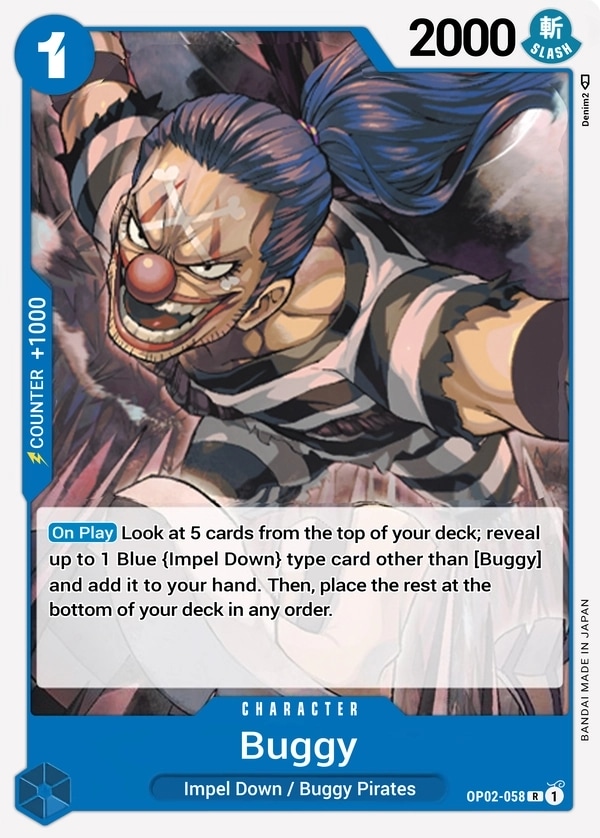 1
2000
斬
SLASH
Denim2
COUNTER +1000
On Play Look at 5 cards from the top of your deck; reveal
up to 1 Blue {Impel Down} type card other than [Buggy]
and add it to your hand. Then, place the rest at the
bottom of your deck in any order.
BANDAI MADE IN JAPAN
CHARACTER
Buggy
Impel Down / Buggy Pirates
OP02-058 R 1